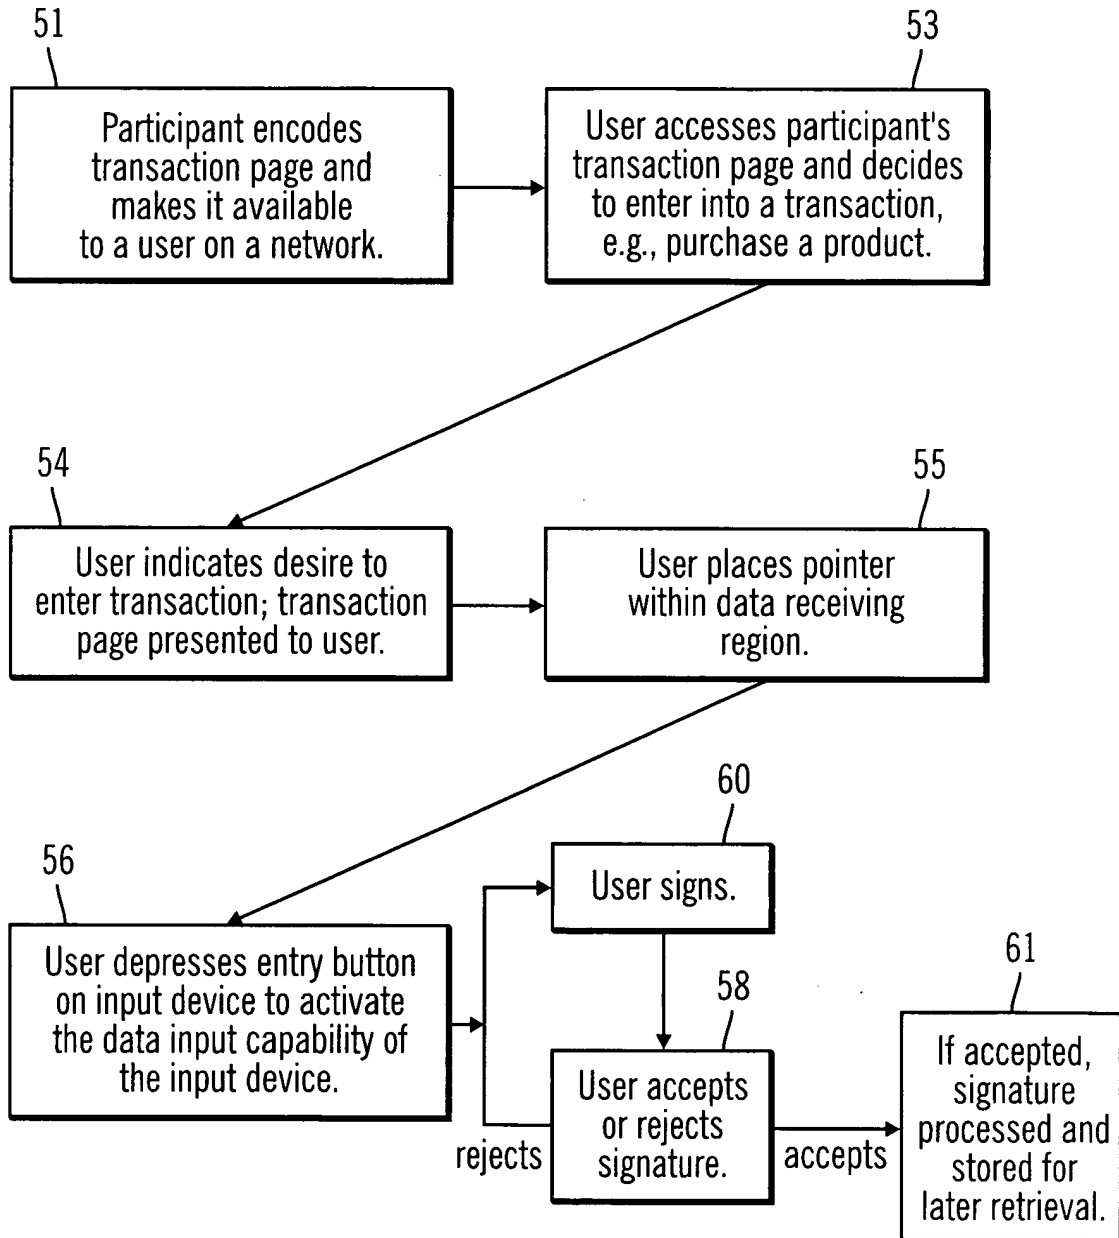 51
Participant encodes
transaction page and
makes it available
to a user on a network.
53
User accesses participant's
transaction page and decides
to enter into a transaction,
e.g., purchase a product.
54
User indicates desire to
enter transaction; transaction
page presented to user.
55
User places pointer
within data receiving
region.
56
User depresses entry button
on input device to activate
the data input capability of
the input device.
60
User signs.
58
User accepts
or rejects
signature.
rejects
accepts
61
If accepted,
signature
processed and
stored for
later retrieval.